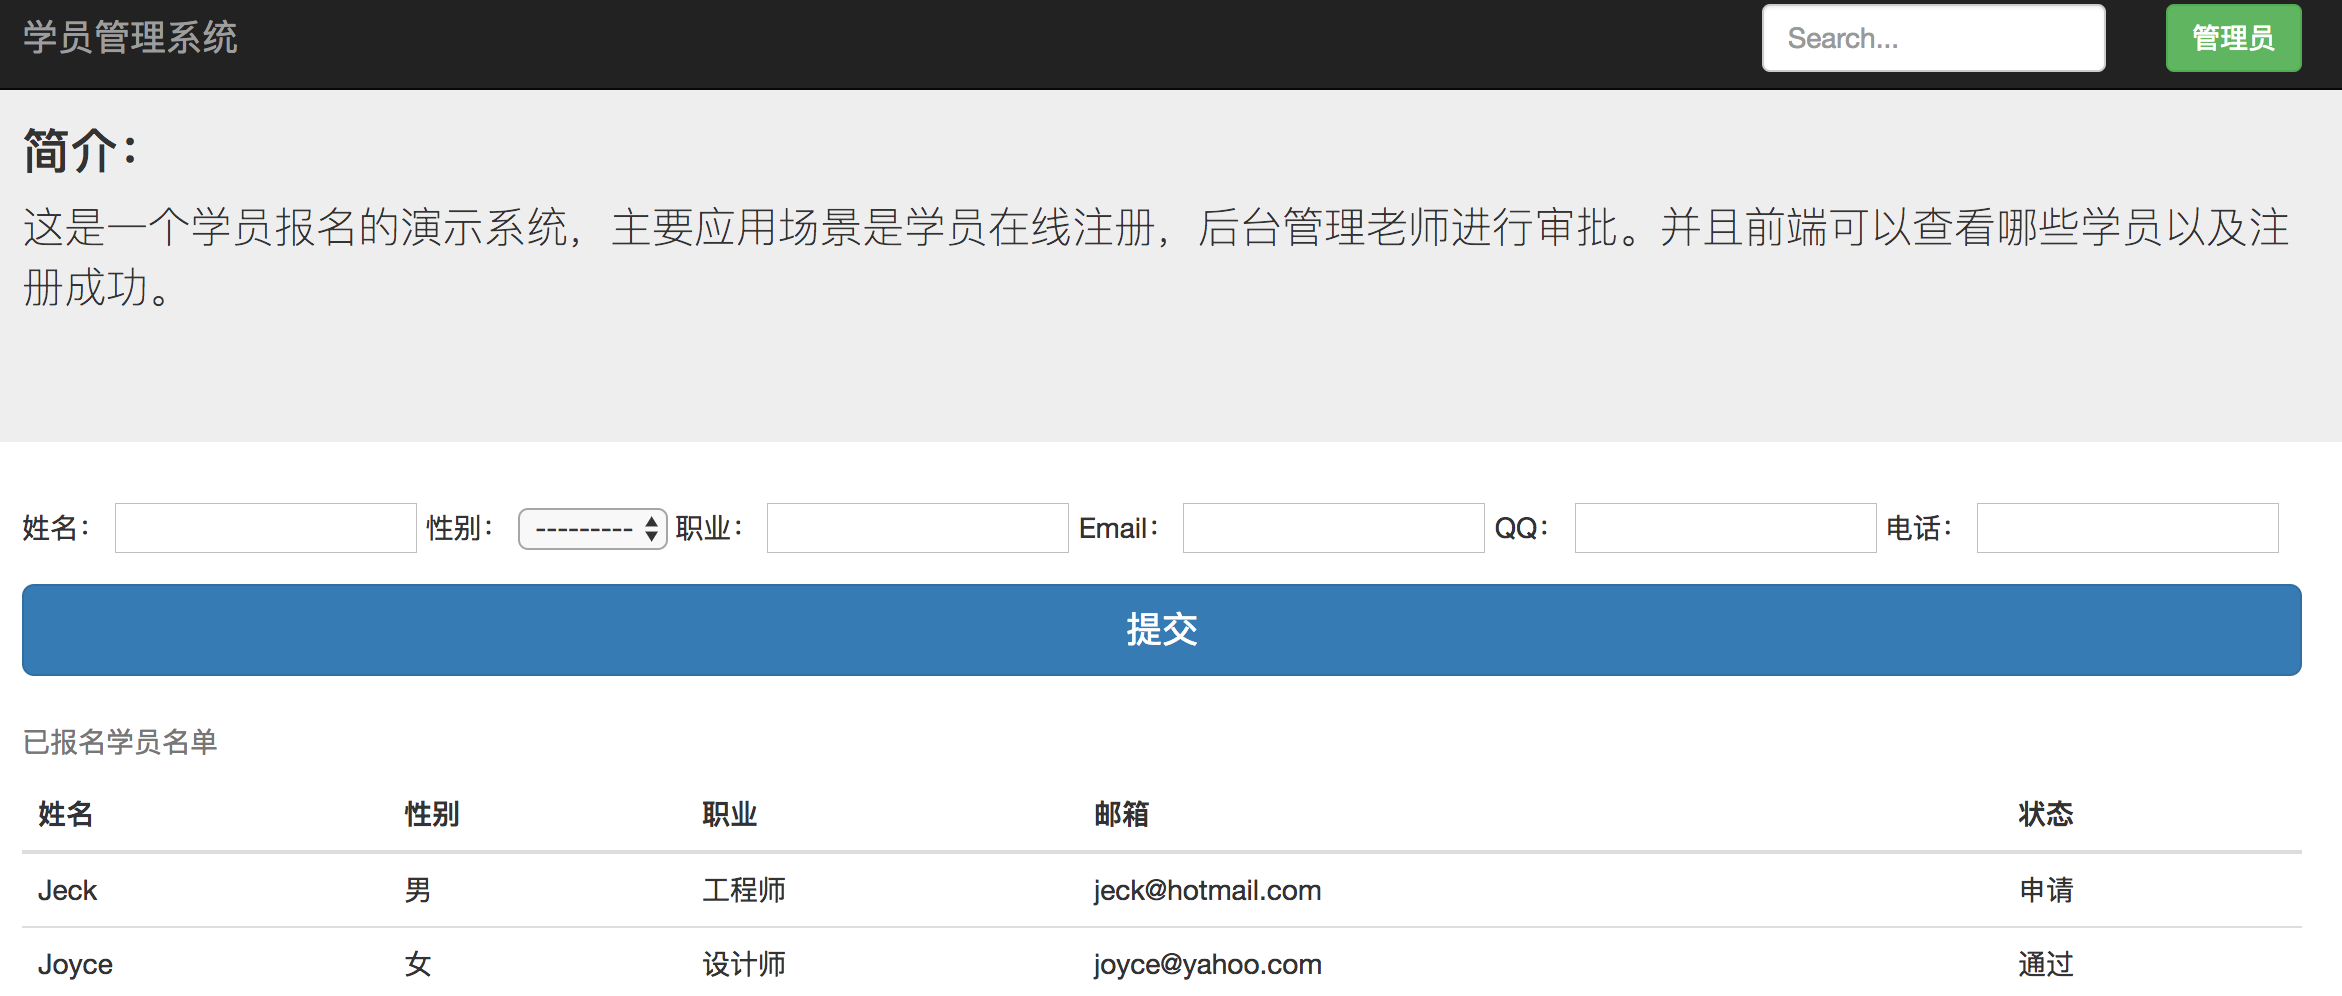 学员管理系统 Search... 管理员
简介：
这是一个学员报名的演示系统，主要应用场景是学员在线注册，后台管理老师进行审批。并且前端可以查看哪些学员以及注
册成功。
姓名： 性别： --------- 职业： Email： QQ： 电话：
提交
已报名学员名单
姓名 性别 职业 邮箱 状态
Jeck 男 工程师 jeck@hotmail.com 申请
Joyce 女 设计师 joyce@yahoo.com 通过